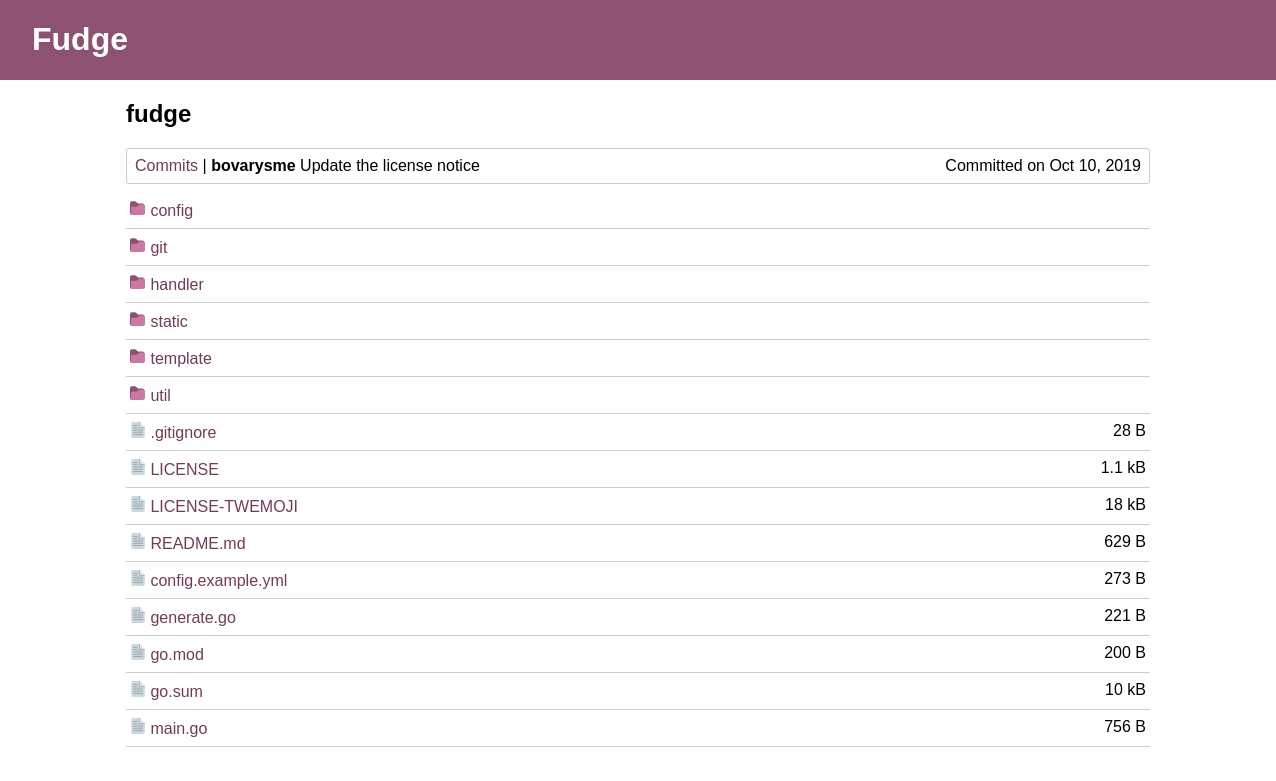 Fudge
fudge
Commits | bovarysme Update the license notice Committed on Oct 10, 2019
config
git
handler
static
template
util
.gitignore 28 B
LICENSE 1.1 kB
LICENSE-TWEMOJI 18 kB
README.md 629 B
config.example.yml 273 B
generate.go 221 B
go.mod 200 B
go.sum 10 kB
main.go 756 B